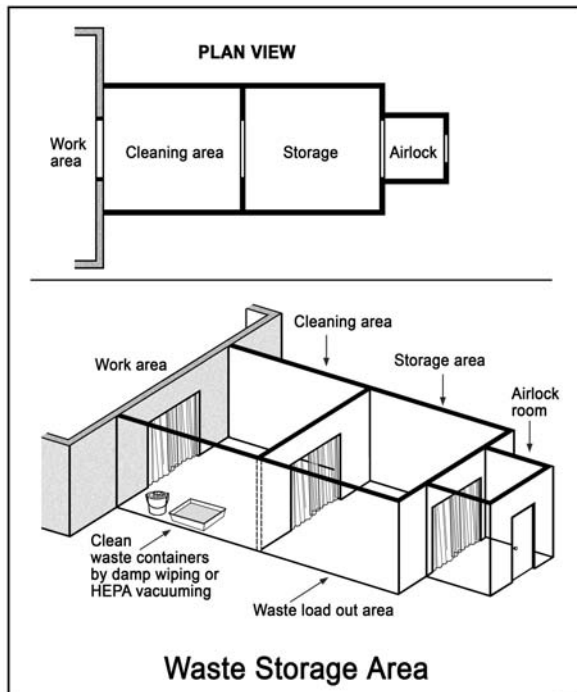 PLAN VIEW
Work
area
Cleaning area
Storage
Airlock
Cleaning area
Work area
Storage area
Airlock
room
Clean
waste containers
by damp wiping or
HEPA vacuuming
Waste load out area
Waste Storage Area